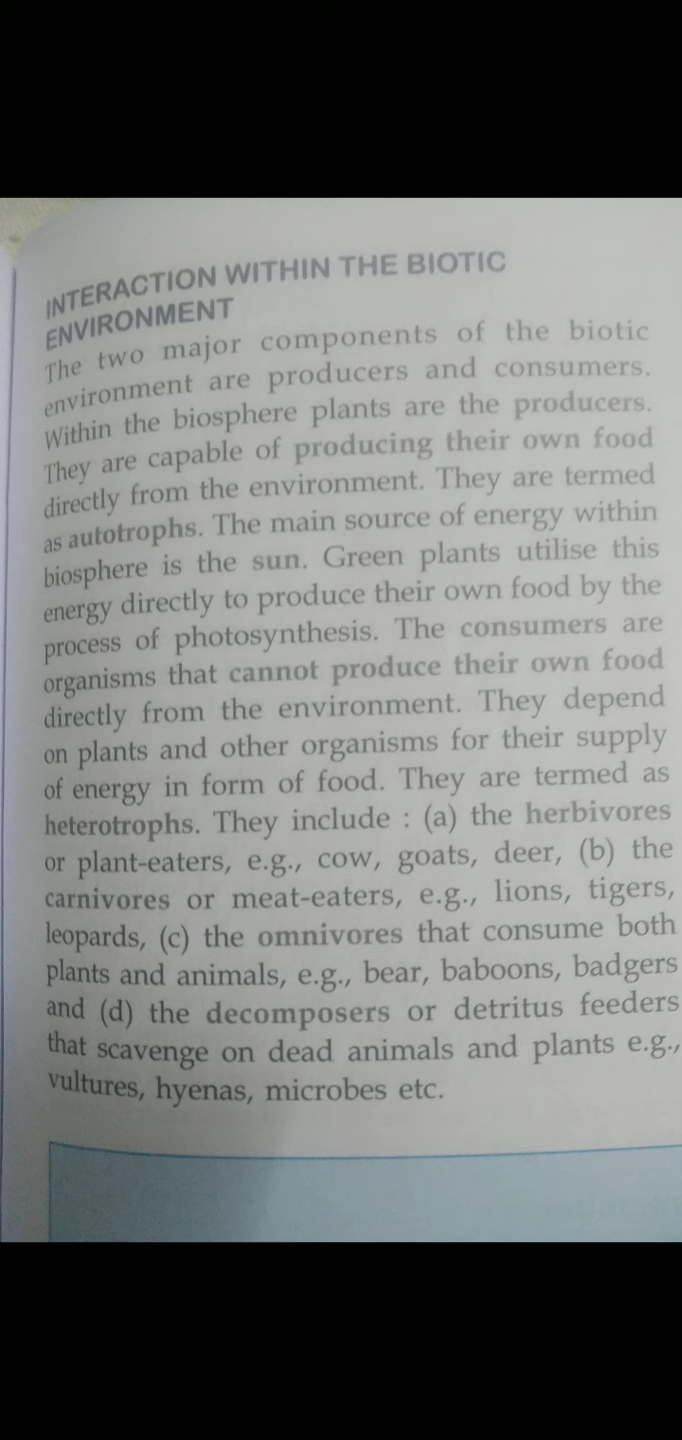 INTERACTION WITHIN THE BIOTIC
ENVIRONMENT
The two major components of the biotic
environment are producers and consumers.
Within the biosphere plants are the producers.
They are capable of producing their own food
directly from the environment. They are termed
as autotrophs. The main source of energy within
biosphere is the sun. Green plants utilise this
energy directly to produce their own food by the
process of photosynthesis. The consumers are
organisms that cannot produce their own food
directly from the environment. They depend
on plants and other organisms for their supply
of energy in form of food. They are termed as
heterotrophs. They include : (a) the herbivores
or plant-eaters, e.g., cow, goats, deer, (b) the
carnivores or meat-eaters, e.g., lions, tigers,
leopards, (c) the omnivores that consume both
plants and animals, e.g., bear, baboons, badgers
and (d) the decomposers or detritus feeders
that scavenge on dead animals and plants e.g.,
vultures, hyenas, microbes etc.